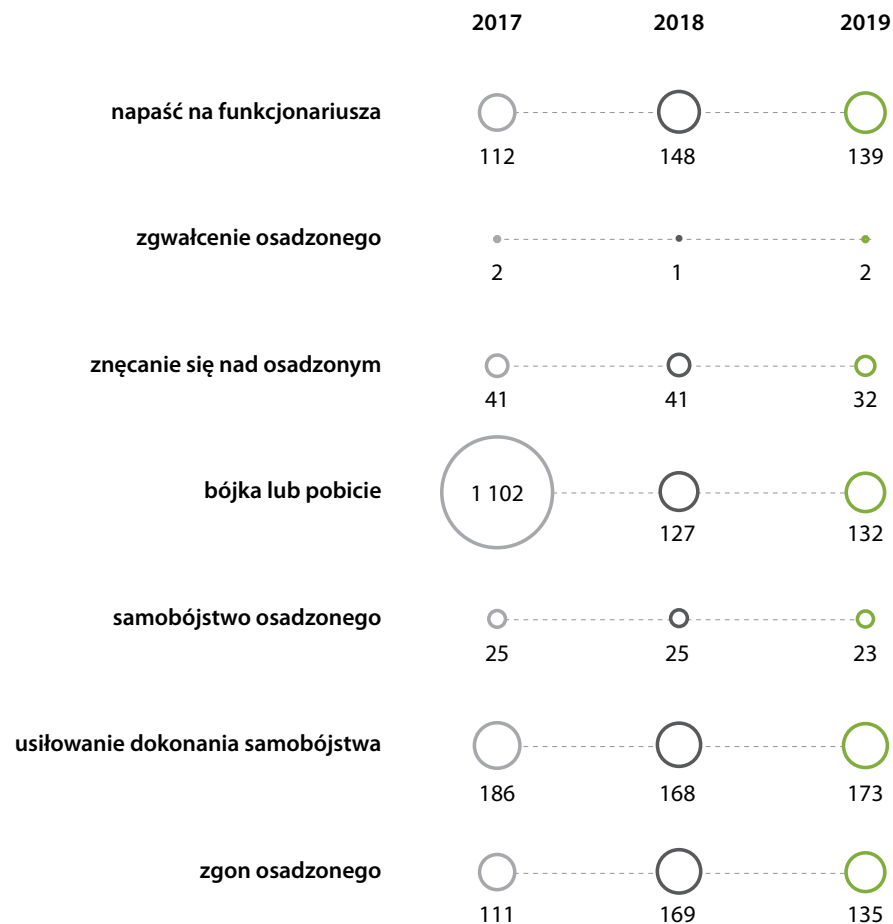 2017 2018 2019
napaść na funkcjonariusza
112 148 139
zgwałcenie osadzonego
2 1 2
znęcanie się nad osadzonym
41 41 32
bójka lub pobicie 1 102
127 132
samobójstwo osadzonego
25 25 23
usiłowanie dokonania samobójstwa
186 168 173
zgon osadzonego
111 169 135